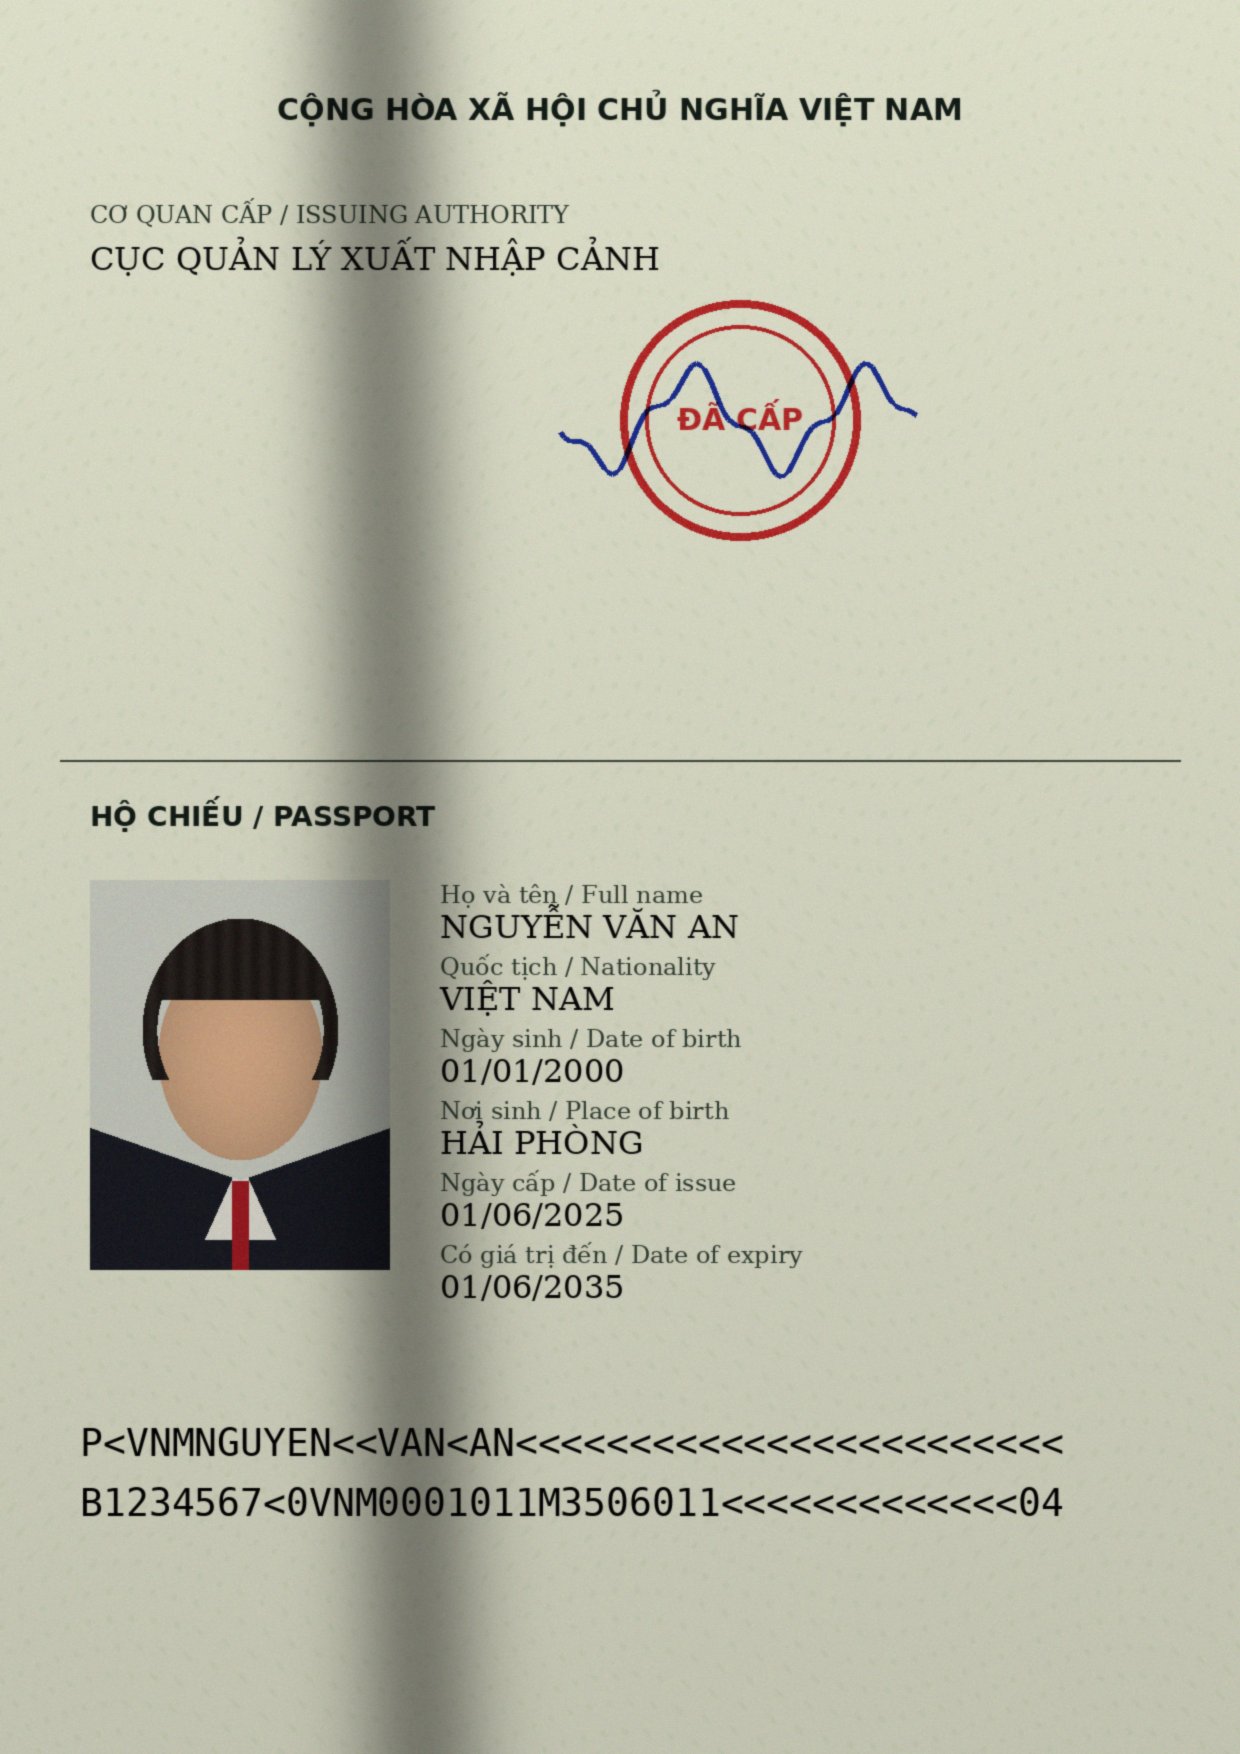 CỘNG HÒA XÃ HỘI CHỦ NGHĨA VIỆT NAM
CƠ QUAN CẤP / ISSUING AUTHORITY
CỤC QUẢN LÝ XUẤT NHẬP CẢNH
ĐÃ CẤP
HỘ CHIẾU / PASSPORT
Họ và tên / Full name
NGUYỄN VĂN AN
Quốc tịch / Nationality
VIỆT NAM
Ngày sinh / Date of birth
01/01/2000
Nơi sinh / Place of birth
HẢI PHÒNG
Ngày cấp / Date of issue
01/06/2025
Có giá trị đến / Date of expiry
01/06/2035
P<VNMNGUYEN<<VAN<AN<<<<<<<<<<<<<<<<<<<<<<<<
B1234567<0VNM0001011M3506011<<<<<<<<<<<<<04